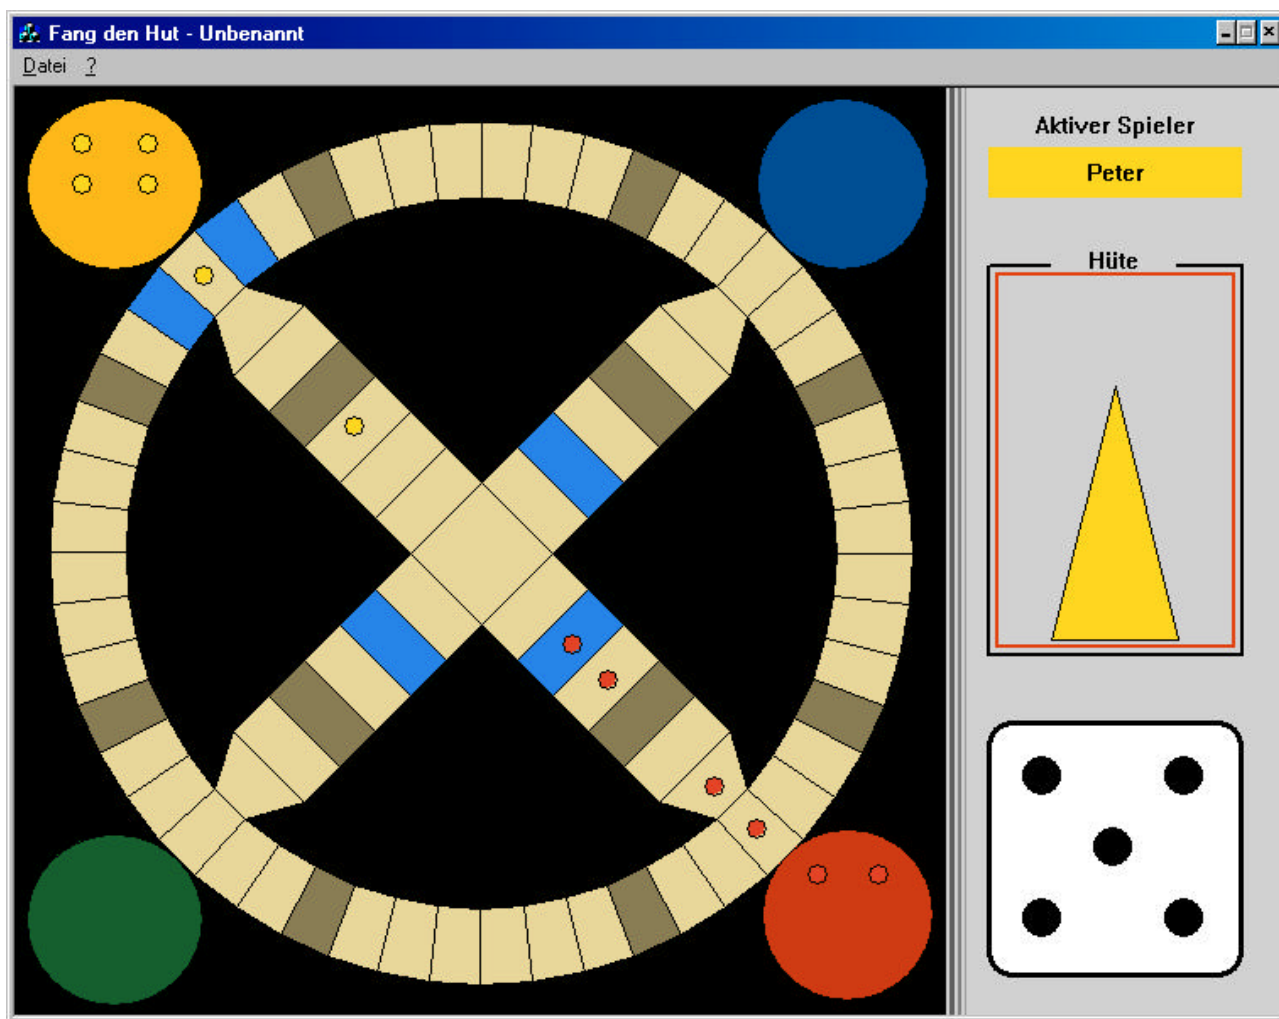 Fang den Hut - Unbenannt
Datei ?
Aktiver Spieler
Peter
Hüte